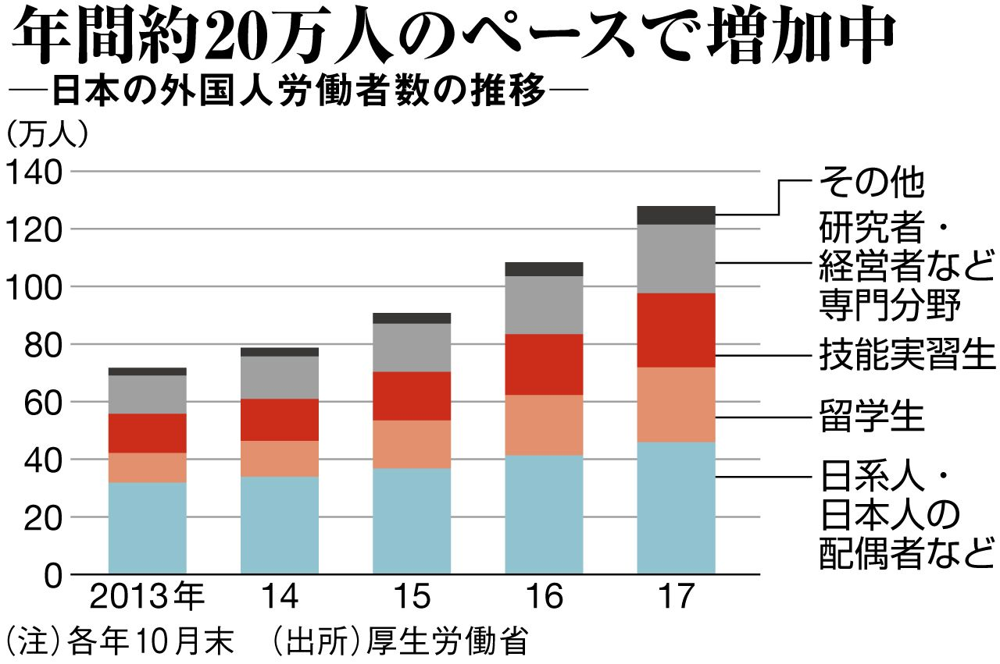 年間約20万人のペースで増加中
―日本の外国人労働者数の推移―
（万人）
140
120
100
80
60
40
20
0
2013年 14 15 16 17
その他
研究者・
経営者など
専門分野
技能実習生
留学生
日系人・
日本人の
配偶者など
（注）各年10月末 （出所）厚生労働省